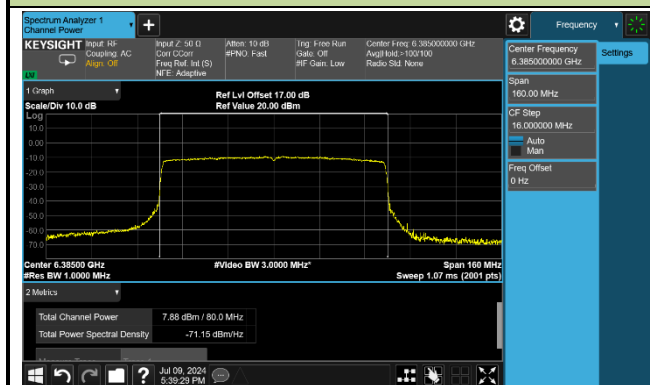 Spectrum Analyzer 1
Channel Power
+
Frequency
KEYSIGHT
Input: RF
Coupling: AC
Align: Off
Input Z: 50 Ω
Corr CCorr
Freq Ref: Int (S)
NFE: Adaptive
Atten: 10 dB
#PNO: Fast
Trig: Free Run
Gate: Off
#IF Gain: Low
Center Freq: 6.385000000 GHz
Avg|Hold:>100/100
Radio Std: None
LXI
Center Frequency
6.385000000 GHz
Settings
Span
160.00 MHz
CF Step
16.000000 MHz
Auto
Man
Freq Offset
0 Hz
1 Graph
Scale/Div 10.0 dB
Ref Lvl Offset 17.00 dB
Ref Value 20.00 dBm
Log
10.0
0.00
-10.0
-20.0
-30.0
-40.0
-50.0
-60.0
-70.0
Center 6.38500 GHz
#Video BW 3.0000 MHz*
Span 160 MHz
#Res BW 1.0000 MHz
Sweep 1.07 ms (2001 pts)
2 Metrics
Total Channel Power
7.88 dBm / 80.0 MHz
Total Power Spectral Density
-71.15 dBm/Hz
?
Jul 09, 2024
5:39:29 PM